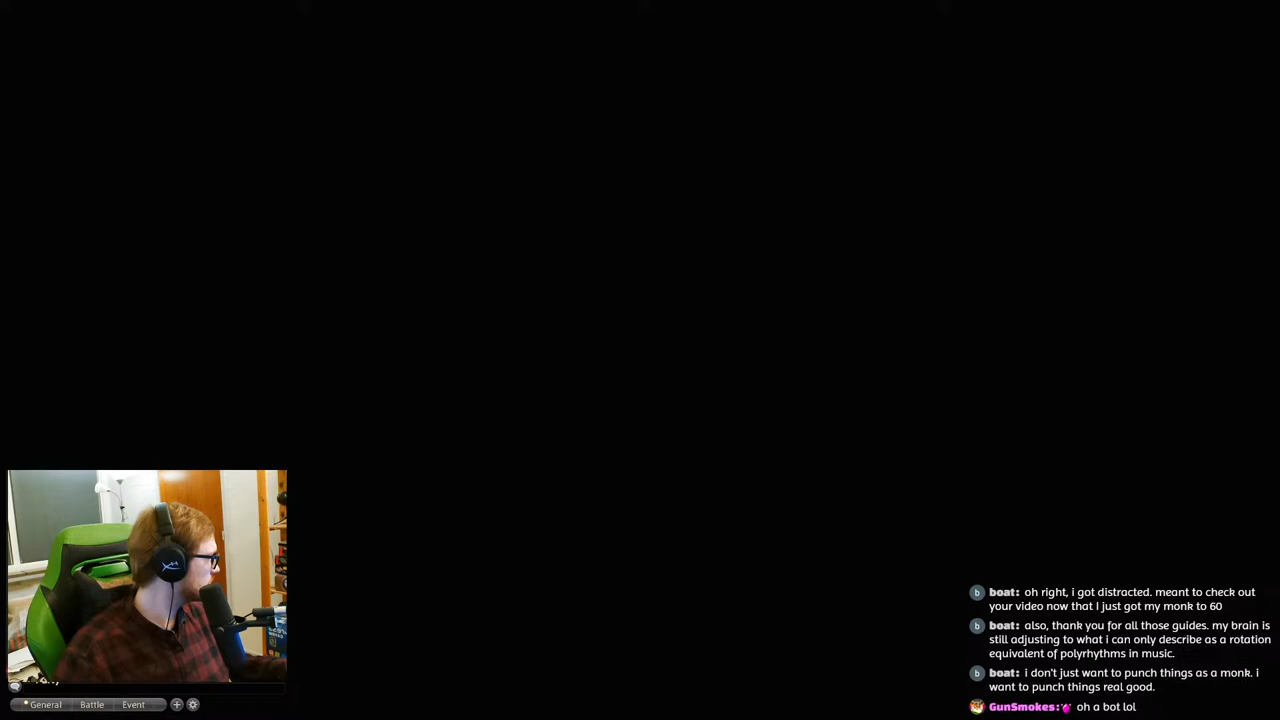 boat: oh right, i got distracted. meant to check out
your video now that I just got my monk to 60
boat: also, thank you for all those guides. my brain is
still adjusting to what i can only describe as a rotation
equivalent of polyrhythms in music.
boat: i don't just want to punch things as a monk. i
want to punch things real good.
GunSmokes: oh a bot lol
General Battle Event